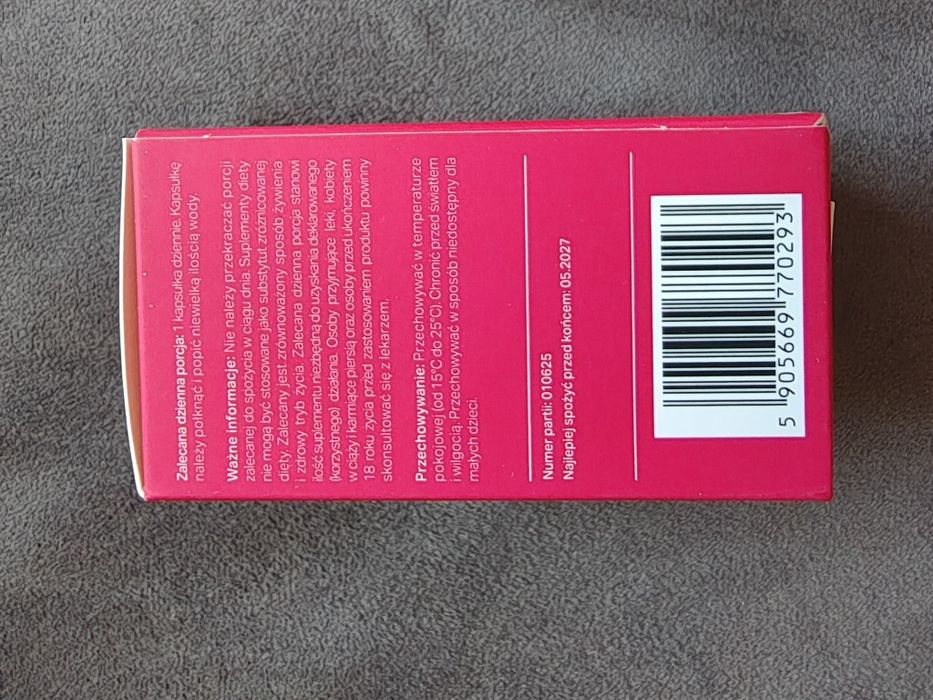 Zalecana dzienna porcja: 1 kapsułka dziennie. Kapsułkę
należy połknąć i popić niewielką ilością wody.
Ważne informacje: Nie należy przekraczać porcji
zalecanej do spożycia w ciągu dnia. Suplementy diety
nie mogą być stosowane jako substytut zróżnicowanej
diety. Zalecany jest zrównoważony sposób żywienia
i zdrowy tryb życia. Zalecana dzienna porcja stanowi
ilość suplementu niezbędną do uzyskania deklarowanego
(korzystnego) działania. Osoby przyjmujące leki, kobiety
w ciąży i karmiące piersią oraz osoby przed ukończeniem
18 roku życia przed zastosowaniem produktu powinny
skonsultować się z lekarzem.
Przechowywanie: Przechowywać w temperaturze
pokojowej (od 15°C do 25°C). Chronić przed światłem
i wilgocią. Przechowywać w sposób niedostępny dla
małych dzieci.
Numer partii: 010625
Najlepiej spożyć przed końcem: 05.2027
5 905669 770293